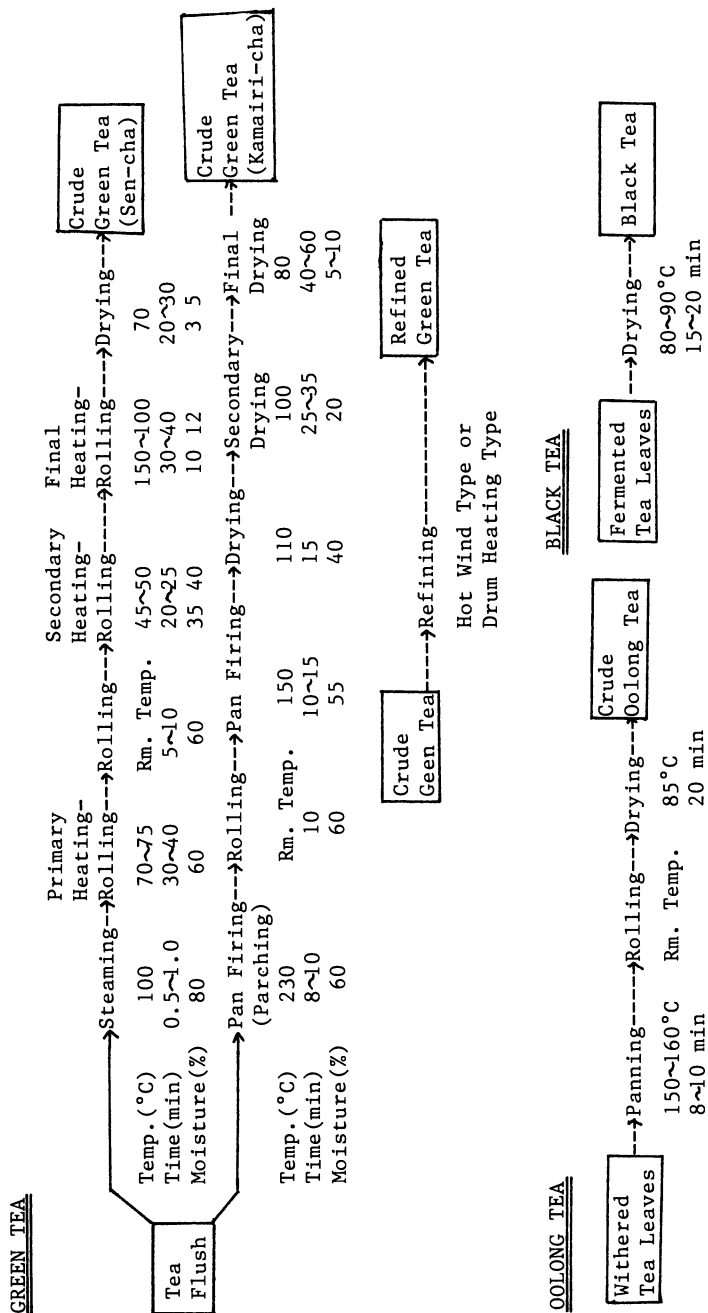 GREEN TEA
Tea
Flush
Primary Secondary Final
Heating- Heating- Heating-
Steaming--→Rolling---→Rolling---→Rolling-----→Rolling----→Drying---→
Crude
Green Tea
(Sen-cha)
Temp.(°C) 100 70~75 Rm. Temp. 45~50 150~100 70
Time(min) 0.5~1.0 30~40 5~10 20~25 30~40 20~30
Moisture(%) 80 60 60 35 40 10 12 3 5
Pan Firing---→Rolling---→Pan Firing---→Drying---→Secondary---→Final ---→
(Parching) Drying Drying
Crude
Green Tea
(Kamairi-cha)
Temp.(°C) 230 Rm. Temp. 150 110 100 80
Time(min) 8~10 10 10~15 15 25~35 40~60
Moisture(%) 60 60 55 40 20 5~10
Crude
Geen Tea-----→Refining------------→
Refined
Green Tea
Hot Wind Type or
Drum Heating Type
OOLONG TEA
Withered
Tea Leaves
---→Panning-----→Rolling---→Drying---→
Crude
Oolong Tea
150~160°C Rm. Temp. 85°C
8~10 min 20 min
BLACK TEA
Fermented
Tea Leaves
---→Drying----→
Black Tea
80~90°C
15~20 min